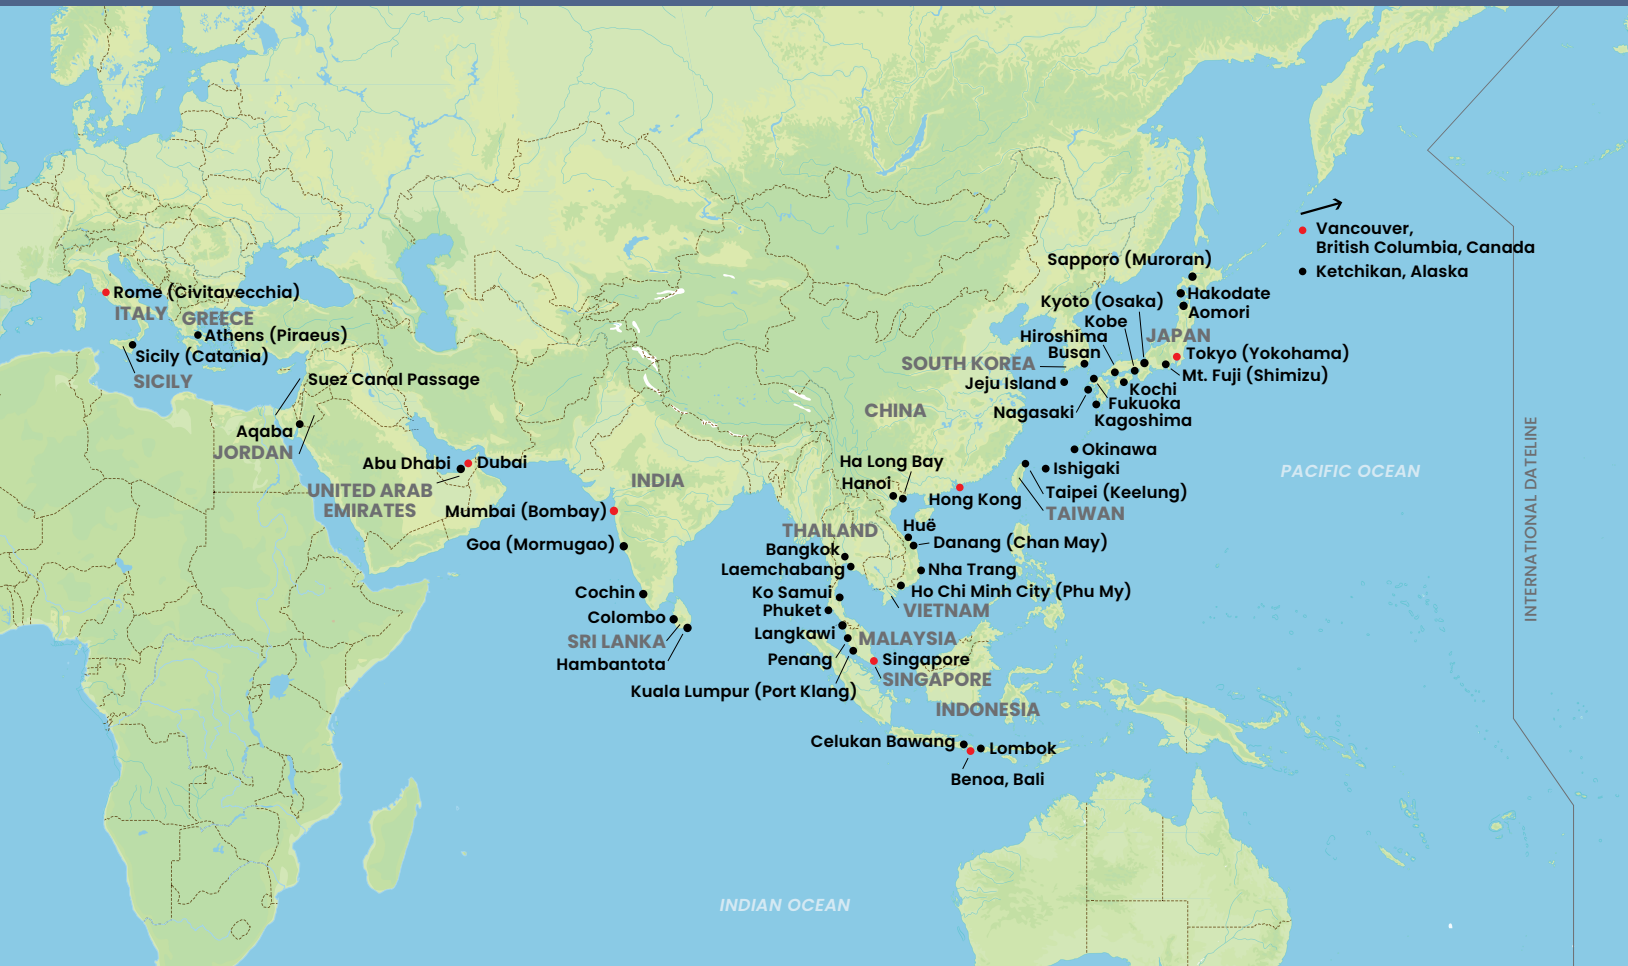 Vancouver,
British Columbia, Canada
Ketchikan, Alaska
Sapporo (Muroran)
Hakodate
Aomori
Kyoto (Osaka)
Kobe
Hiroshima
JAPAN
Busan
Tokyo (Yokohama)
SOUTH KOREA
Mt. Fuji (Shimizu)
Jeju Island
Kochi
Fukuoka
Nagasaki
Kagoshima
Rome (Civitavecchia)
ITALY
GREECE
Athens (Piraeus)
Sicily (Catania)
SICILY
Suez Canal Passage
Aqaba
JORDAN
Abu Dhabi
Dubai
UNITED ARAB
EMIRATES
CHINA
Okinawa
Ishigaki
Taipei (Keelung)
TAIWAN
PACIFIC OCEAN
INTERNATIONAL DATELINE
INDIA
Mumbai (Bombay)
Goa (Mormugao)
Cochin
Colombo
SRI LANKA
Hambantota
Ha Long Bay
Hanoi
Hong Kong
THAILAND
Huë
Danang (Chan May)
Bangkok
Laemchabang
Nha Trang
Ko Samui
Ho Chi Minh City (Phu My)
Phuket
VIETNAM
Langkawi
MALAYSIA
Penang
Singapore
SINGAPORE
Kuala Lumpur (Port Klang)
INDONESIA
Celukan Bawang
Lombok
Benoa, Bali
INDIAN OCEAN